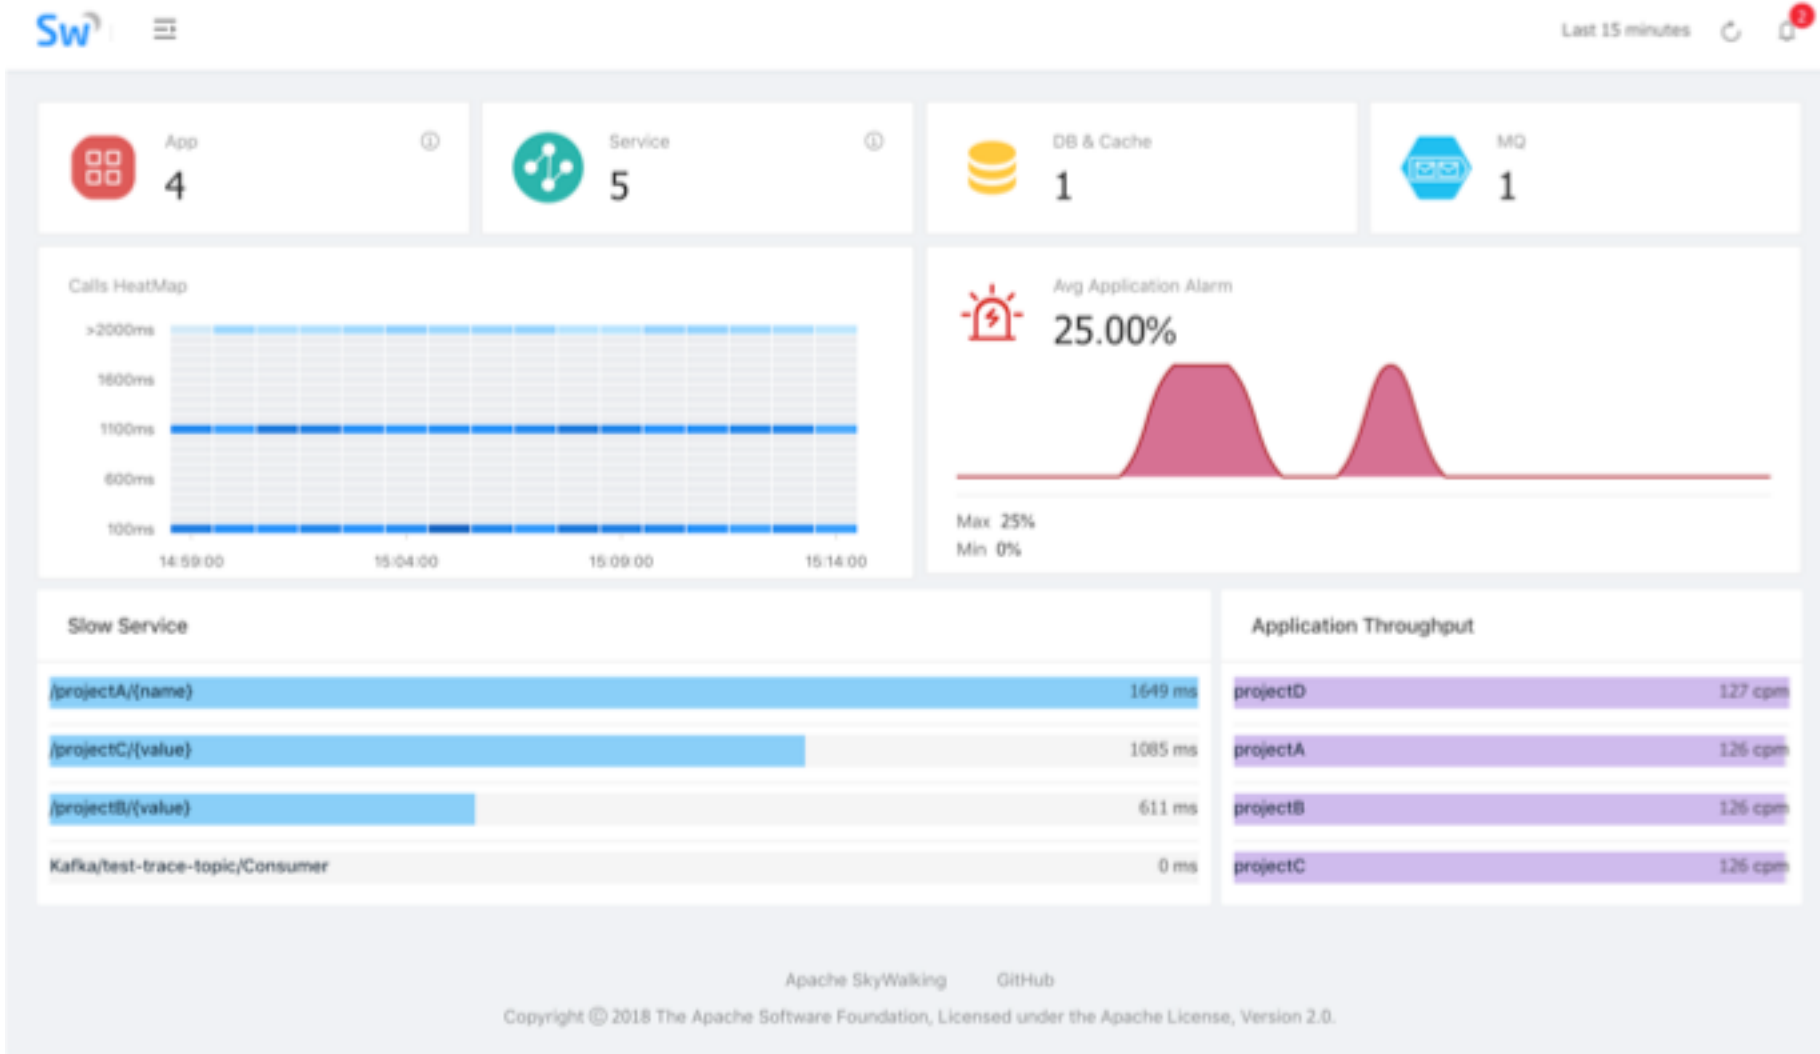 Sw
Last 15 minutes
2
App
4
Service
5
DB & Cache
1
MQ
1
Calls HeatMap
>2000ms
1600ms
1100ms
600ms
100ms
14:59:00 15:04:00 15:09:00 15:14:00
Avg Application Alarm
25.00%
Max 25%
Min 0%
Slow Service
/projectA/{name} 1649 ms
/projectC/{value} 1085 ms
/projectB/{value} 611 ms
Kafka/test-trace-topic/Consumer 0 ms
Application Throughput
projectD 127 cpm
projectA 126 cpm
projectB 126 cpm
projectC 126 cpm
Apache SkyWalking GitHub
Copyright © 2018 The Apache Software Foundation, Licensed under the Apache License, Version 2.0.